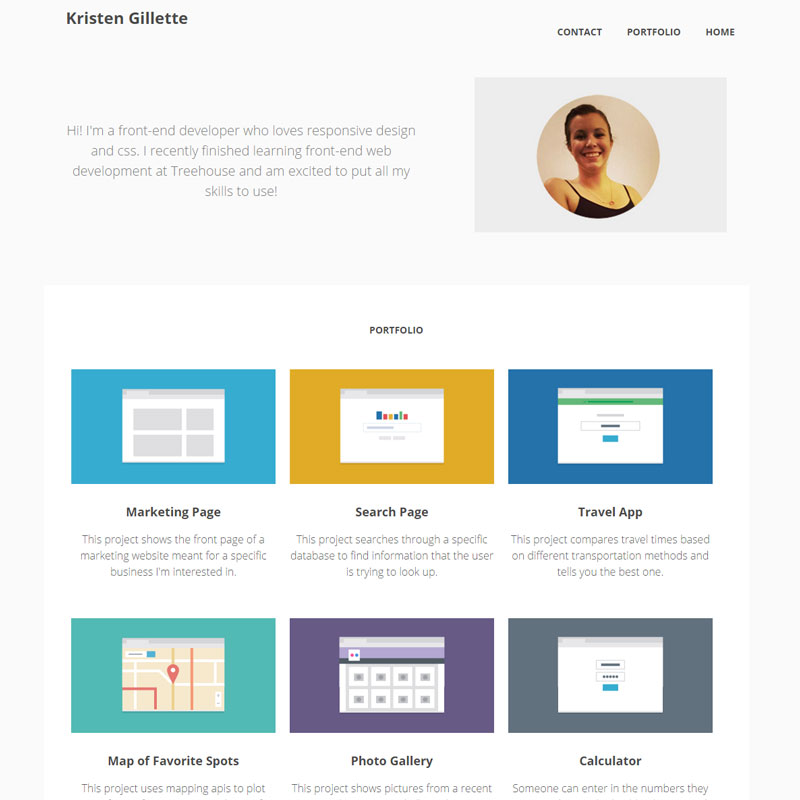 Kristen Gillette
CONTACT PORTFOLIO HOME
Hi! I'm a front-end developer who loves responsive design
and css. I recently finished learning front-end web
development at Treehouse and am excited to put all my
skills to use!
PORTFOLIO
Marketing Page
This project shows the front page of a
marketing website meant for a specific
business I'm interested in.
Search Page
This project searches through a specific
database to find information that the user
is trying to look up.
Travel App
This project compares travel times based
on different transportation methods and
tells you the best one.
Map of Favorite Spots
This project uses mapping apis to plot
Photo Gallery
This project shows pictures from a recent
Calculator
Someone can enter in the numbers they